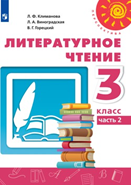 Л. Ф. Климанова
Л. А. Виноградская
В. Г. Горецкий
ЛИТЕРАТУРНОЕ
ЧТЕНИЕ
3
класс
часть 2